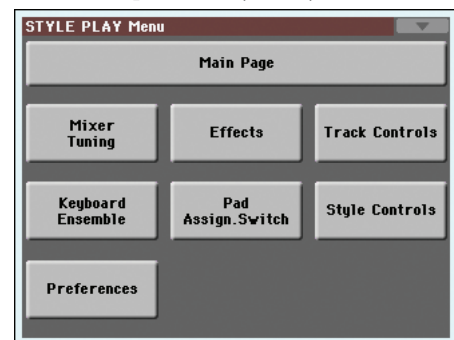 STYLE PLAY Menu
Main Page
Mixer
Tuning
Effects
Track Controls
Keyboard
Ensemble
Pad
Assign.Switch
Style Controls
Preferences